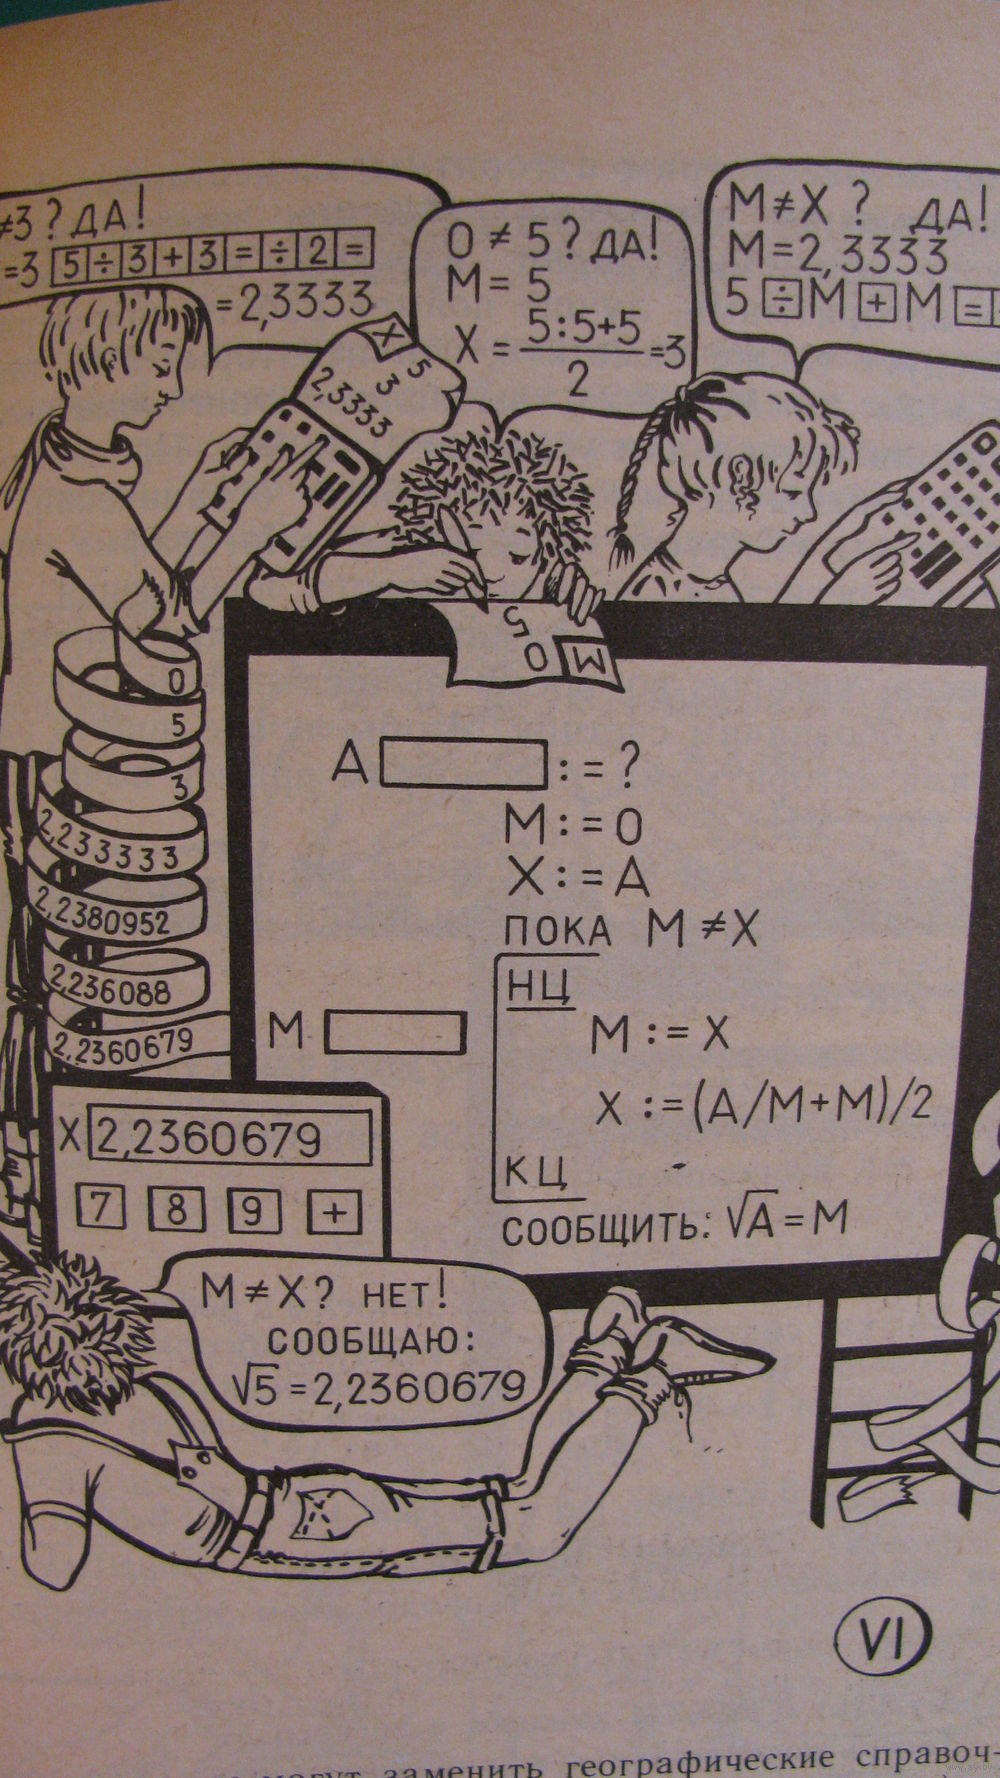 ≠3? ДА!
=3 5÷3+3=÷2=
=2,3333
О ≠ 5? ДА!
М = 5
Х = (5:5+5)/2 =3
М≠Х? ДА!
М=2,3333
5÷М+М=
Х
5
3
2,3333
М
0
5
0
5
3
2,233333
2,2380952
2,236088
2,2360679
А := ?
М := 0
Х := А
ПОКА М ≠ Х
НЦ
М
М := Х
Х := (А/М+М)/2
КЦ
СООБЩИТЬ: √А = М
Х 2,2360679
7 8 9 +
М≠Х? НЕТ!
СООБЩАЮ:
√5 =2,2360679
VI
могут заменить географические справоч-